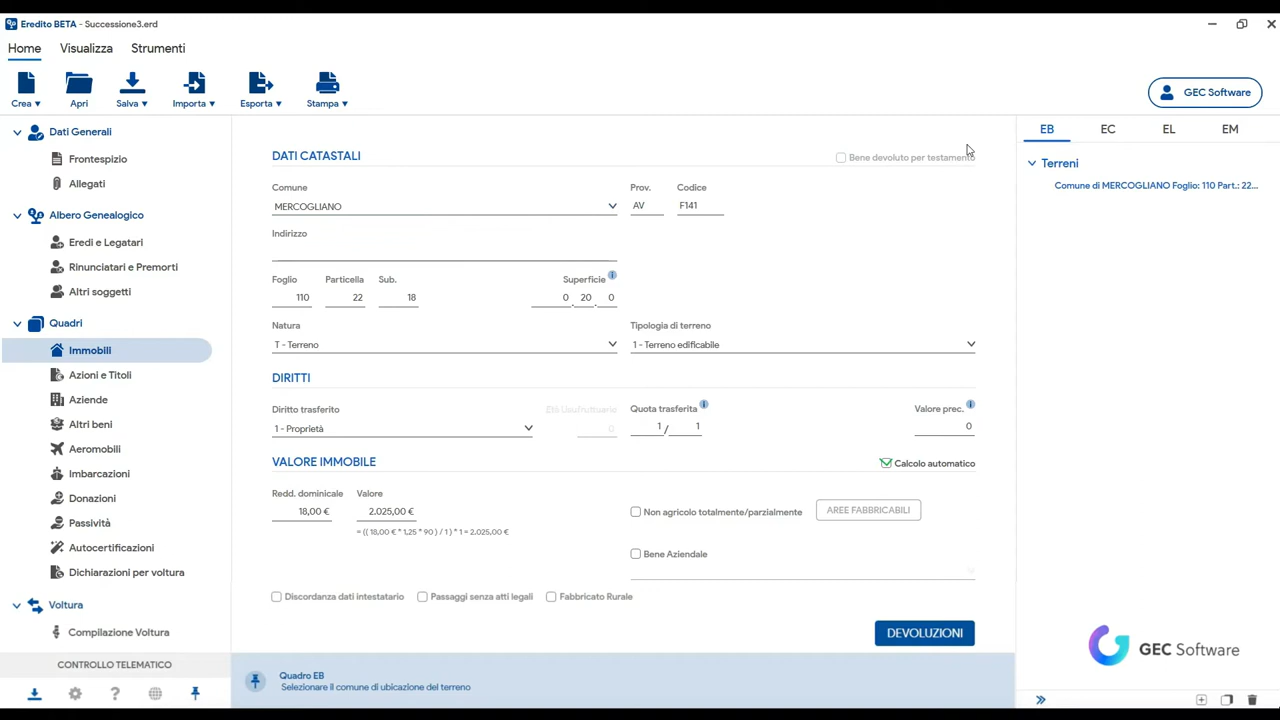 Eredito BETA - Successione3.erd
Home Visualizza Strumenti
Crea Apri Salva Importa Esporta Stampa
GEC Software
Dati Generali
Frontespizio
Allegati
Albero Genealogico
Eredi e Legatari
Rinunciatari e Premorti
Altri soggetti
Quadri
Immobili
Azioni e Titoli
Aziende
Altri beni
Aeromobili
Imbarcazioni
Donazioni
Passività
Autocertificazioni
Dichiarazioni per voltura
Voltura
Compilazione Voltura
CONTROLLO TELEMATICO
DATI CATASTALI
Bene devoluto per testamento
Comune Prov. Codice
MERCOGLIANO AV F141
Indirizzo
Foglio Particella Sub. Superficie
110 22 18 0 . 20 . 0
Natura Tipologia di terreno
T - Terreno 1 - Terreno edificabile
DIRITTI
Diritto trasferito Età Usufruttuario Quota trasferita Valore prec.
1 - Proprietà 0 1 / 1 0
VALORE IMMOBILE Calcolo automatico
Redd. dominicale Valore
18,00 € 2.025,00 € Non agricolo totalmente/parzialmente AREE FABBRICABILI
= (( 18,00 € * 1,25 * 90 ) / 1 ) * 1 = 2.025,00 €
Bene Aziendale
Discordanza dati intestatario Passaggi senza atti legali Fabbricato Rurale
DEVOLUZIONI
Quadro EB
Selezionare il comune di ubicazione del terreno
EB EC EL EM
Terreni
Comune di MERCOGLIANO Foglio: 110 Part.: 22...
GEC Software